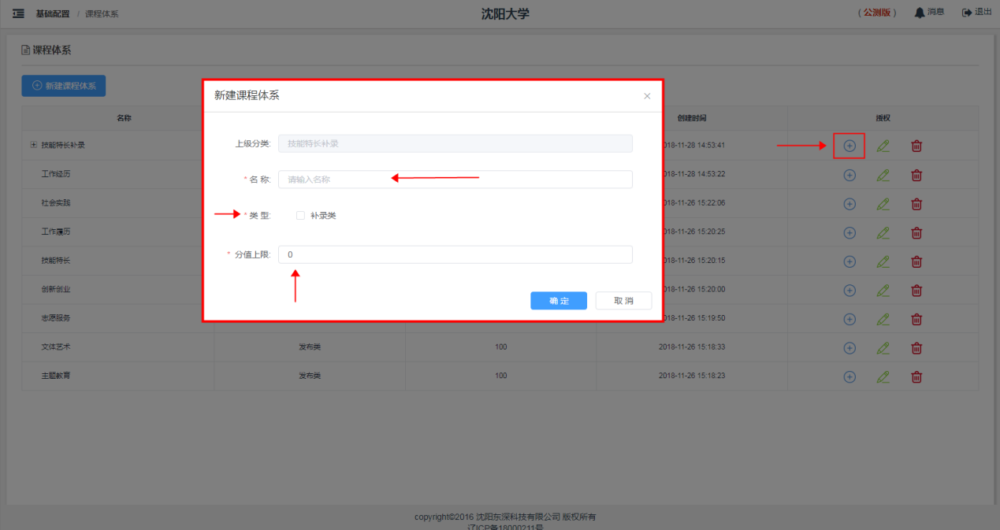 基础配置 / 课程体系
沈阳大学
（公测版） 消息 退出
课程体系
新建课程体系
名称 创建时间 授权
技能特长补录 018-11-28 14:53:41
工作经历 018-11-28 14:53:22
社会实践 018-11-26 15:22:06
工作履历 018-11-26 15:20:25
技能特长 018-11-26 15:20:15
创新创业 018-11-26 15:20:00
志愿服务 018-11-26 15:19:50
文体艺术 发布类 100 2018-11-26 15:18:33
主题教育 发布类 100 2018-11-26 15:18:23
新建课程体系 ×
上级分类: 技能特长补录
* 名 称: 请输入名称
* 类 型: 补录类
* 分值上限: 0
确 定 取 消
copyright©2016 沈阳东深科技有限公司 版权所有
辽ICP备18000211号